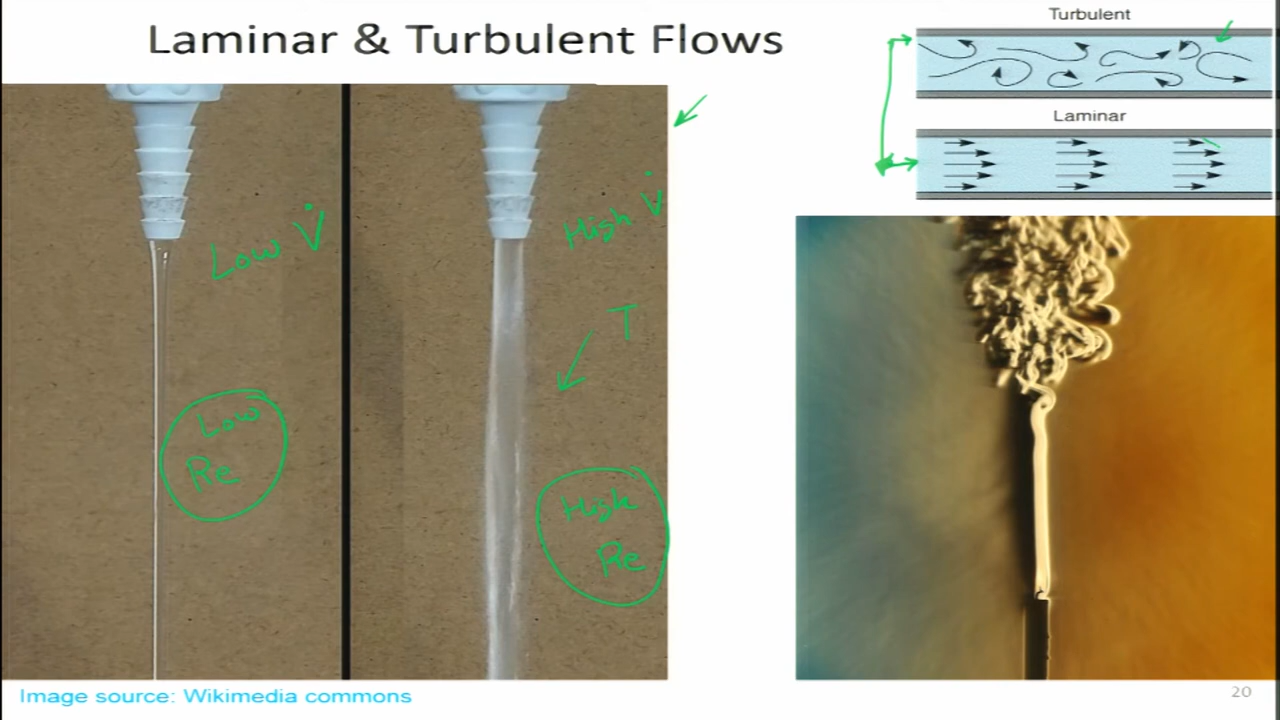 Laminar & Turbulent Flows
Turbulent
Laminar
Low V̇
High V̇
T
Low
Re
High
Re
Image source: Wikimedia commons
20